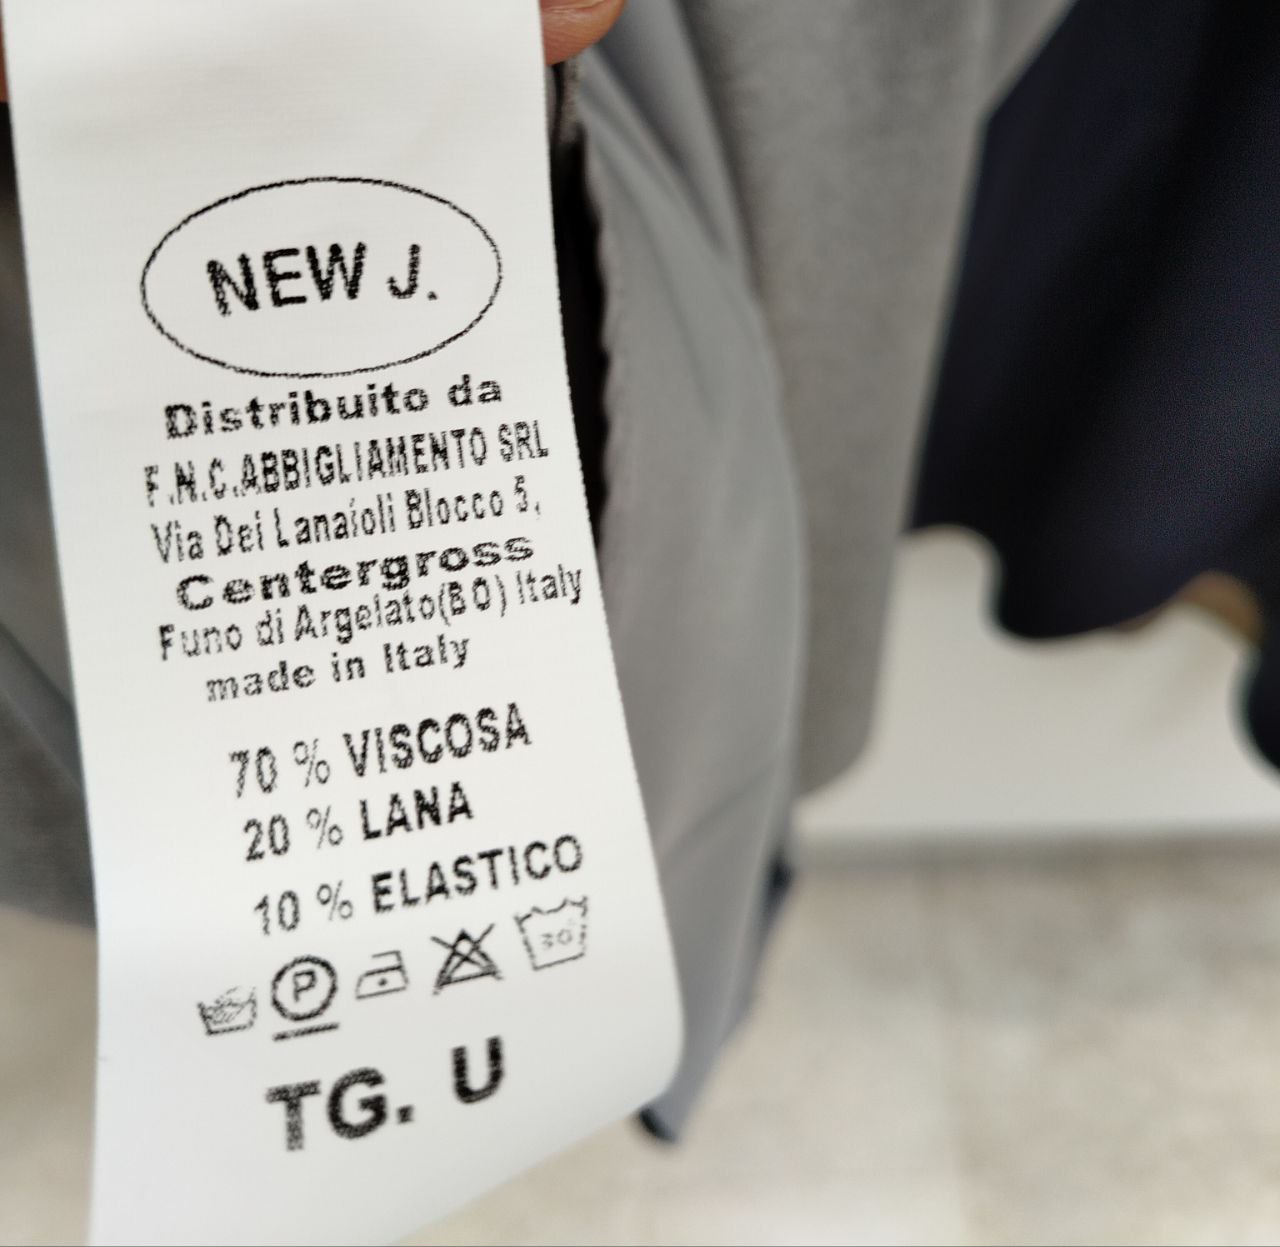 NEW J.
Distribuito da
F.N.C.ABBIGLIAMENTO SRL
Via Dei Lanaioli Blocco 5,
Centergross
Funo di Argelato(BO) Italy
made in Italy
70 % VISCOSA
20 % LANA
10 % ELASTICO
P 30°
TG. U